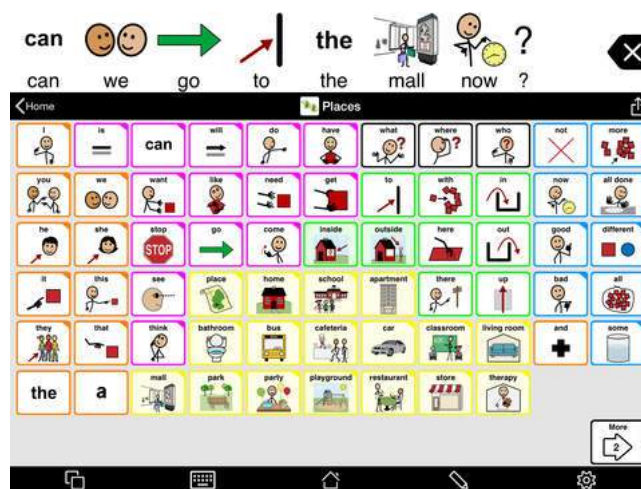 can the ?
can we go to the mall now ?
Home Places
I is can will do have what where who not more
you we want like need get to with in now all done
he she stop go come inside outside here out good different
STOP
it this see place home school apartment there up bad all
they that think bathroom bus cafeteria car classroom living room and some
the a mall park party playground restaurant store therapy
More
2